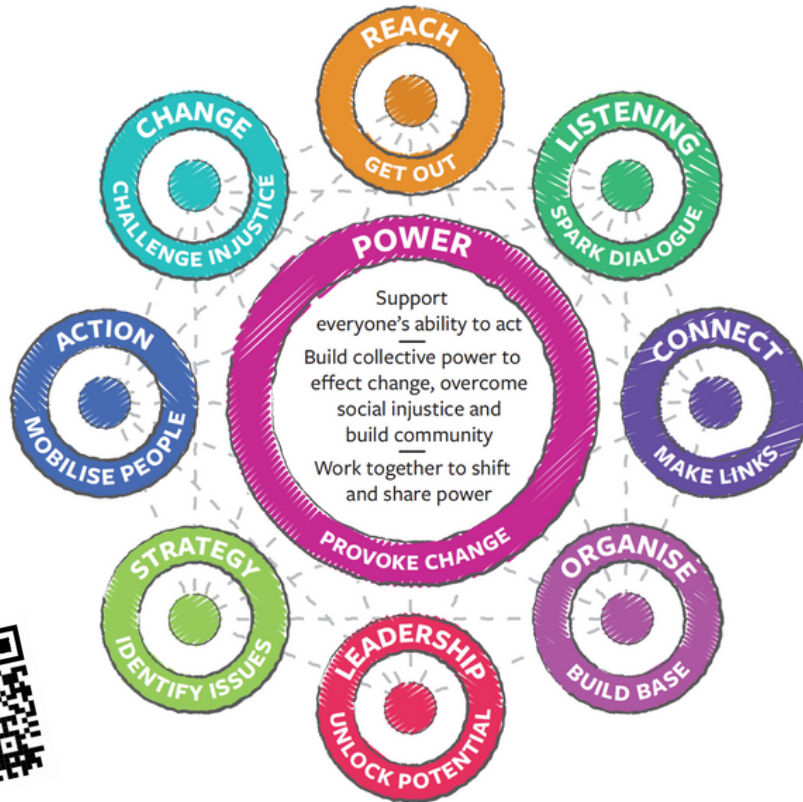 REACH
GET OUT
LISTENING
SPARK DIALOGUE
CONNECT
MAKE LINKS
ORGANISE
BUILD BASE
LEADERSHIP
UNLOCK POTENTIAL
STRATEGY
IDENTIFY ISSUES
ACTION
MOBILISE PEOPLE
CHANGE
CHALLENGE INJUSTICE
POWER
Support
everyone’s ability to act
Build collective power to
effect change, overcome
social injustice and
build community
Work together to shift
and share power
PROVOKE CHANGE